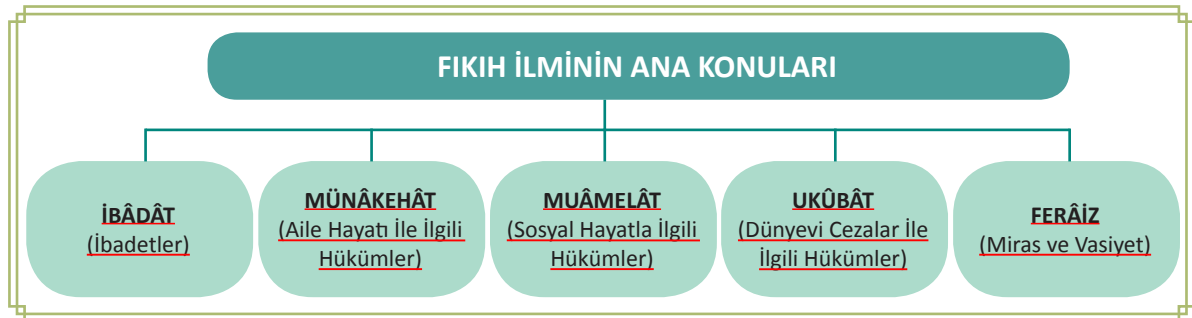 FIKIH İLMİNİN ANA KONULARI
İBÂDÂT
(İbadetler)
MÜNÂKEHÂT
(Aile Hayatı İle İlgili
Hükümler)
MUÂMELÂT
(Sosyal Hayatla İlgili
Hükümler)
UKÛBÂT
(Dünyevi Cezalar İle
İlgili Hükümler)
FERÂİZ
(Miras ve Vasiyet)